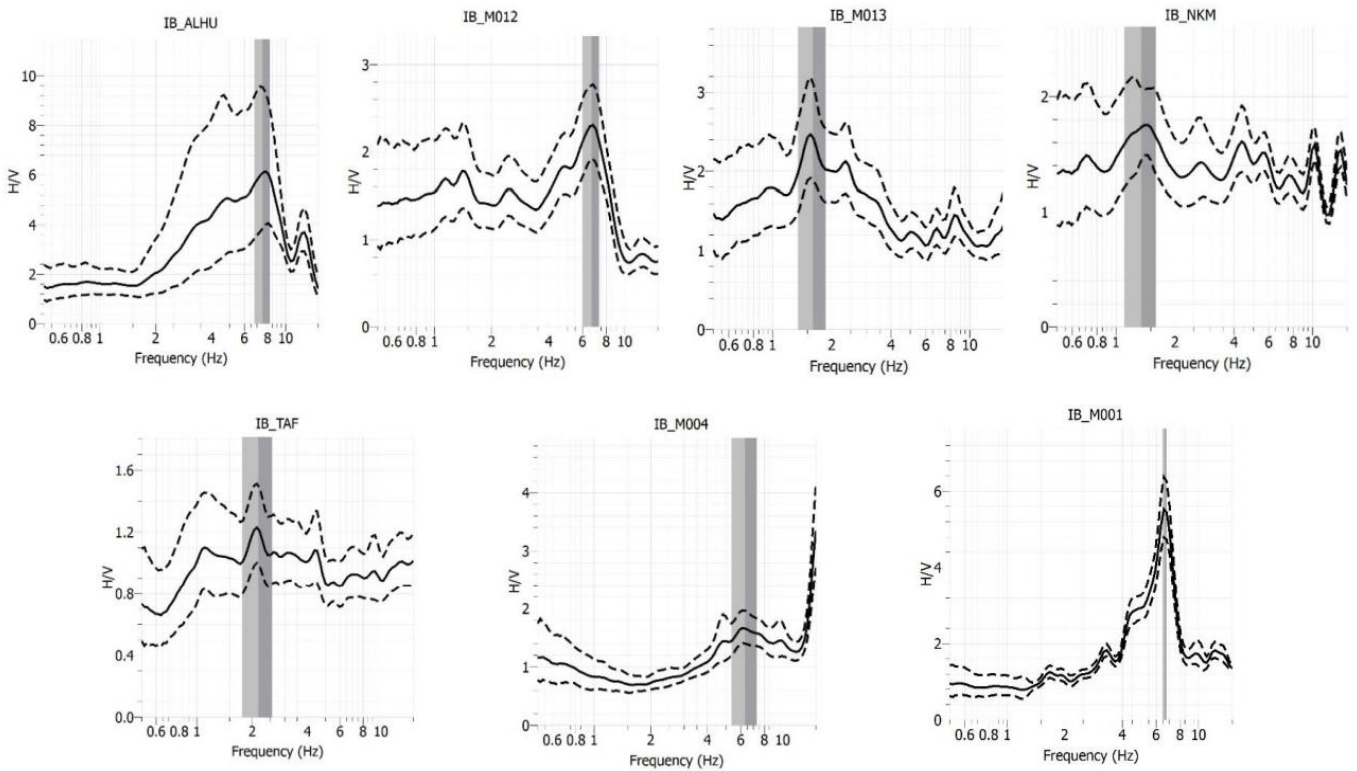 IB_ALHU
10
8
6
4
2
0
H/V
0.6 0.8 1 2 4 6 10
Frequency (Hz)
IB_M012
3
2
1
0
H/V
0.6 0.8 1 2 4 6 10
Frequency (Hz)
IB_M013
3
2
1
0
H/V
0.6 0.8 1 2 4 6 8 10
Frequency (Hz)
IB_NKM
2
1
0
H/V
0.6 0.8 1 2 4 6 8 10
Frequency (Hz)
IB_TAF
1.6
1.2
0.8
0.4
0.0
H/V
0.6 0.8 1 2 4 6 8 10
Frequency (Hz)
IB_M004
4
3
2
1
0
H/V
0.6 0.8 1 2 4 6 8 10
Frequency (Hz)
IB_M001
6
4
2
0
H/V
0.6 1 4 6 10
Frequency (Hz)